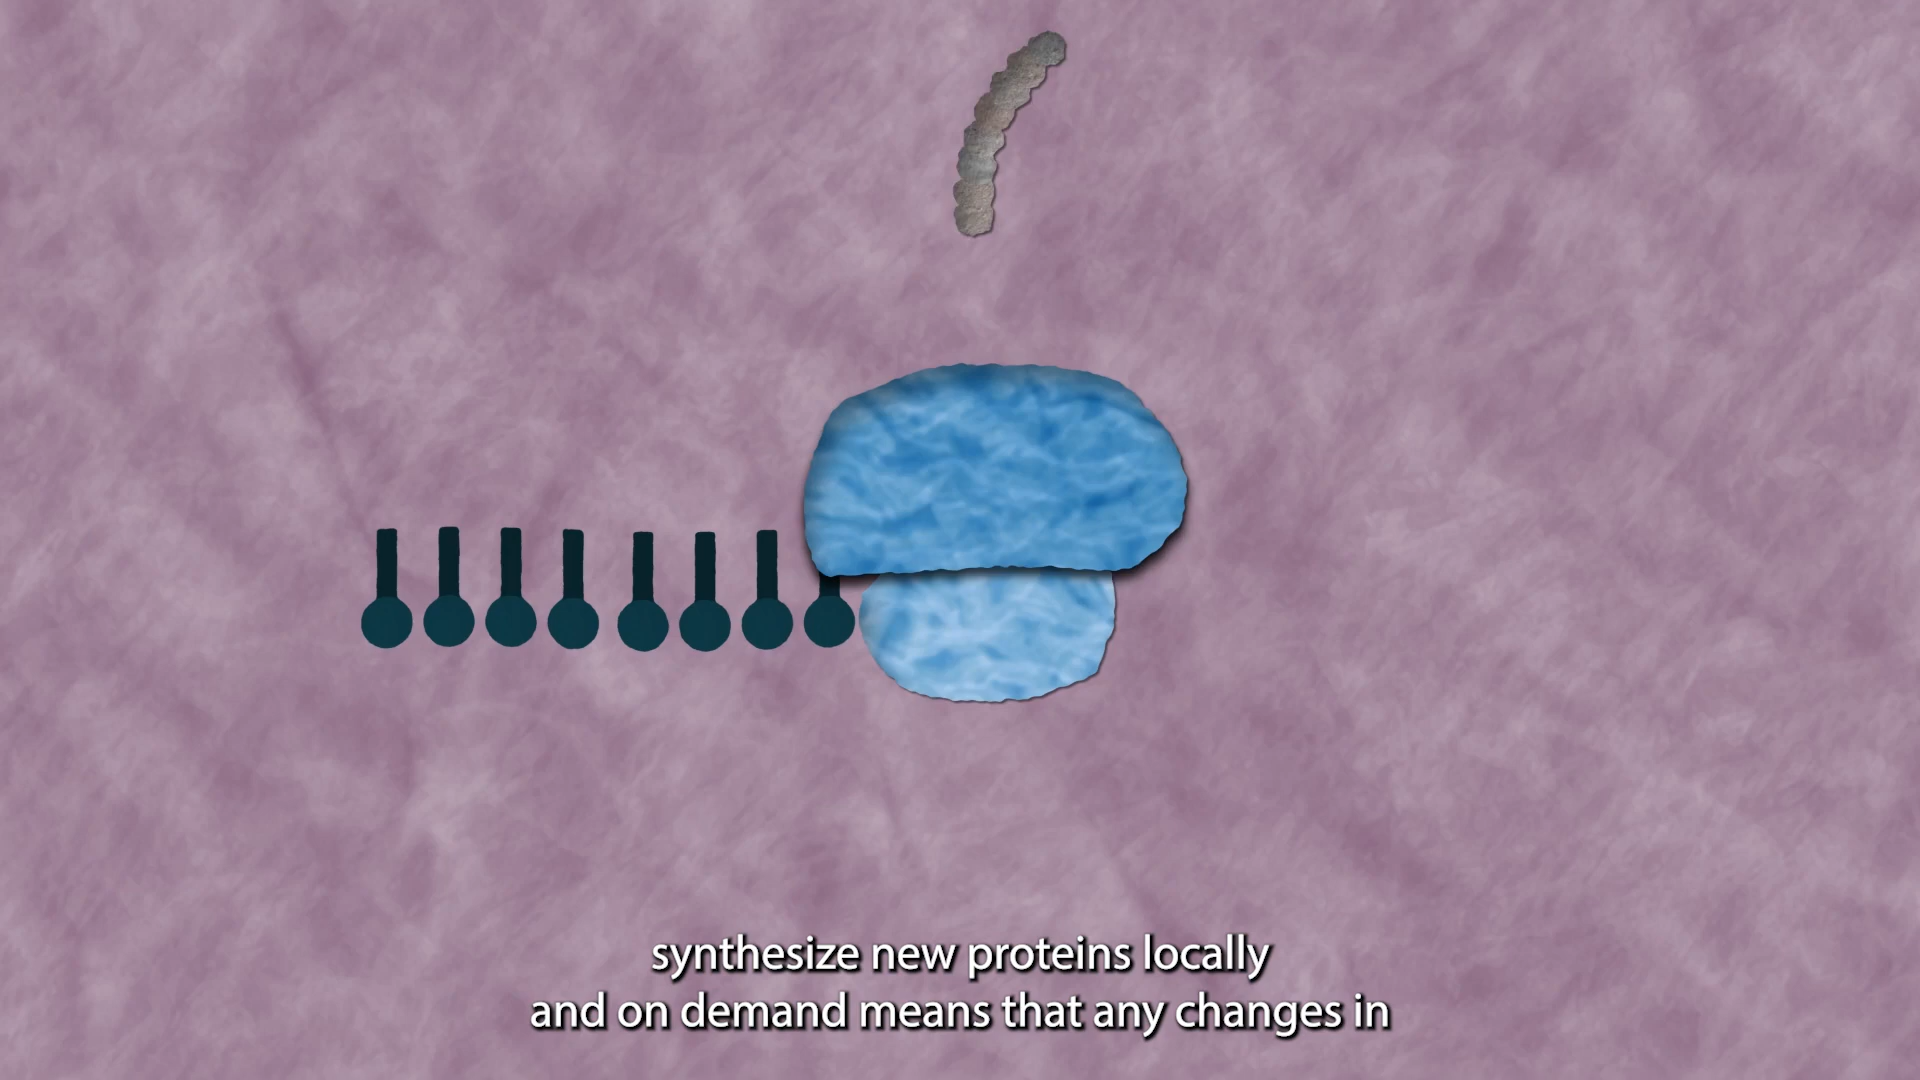 synthesize new proteins locally
and on demand means that any changes in